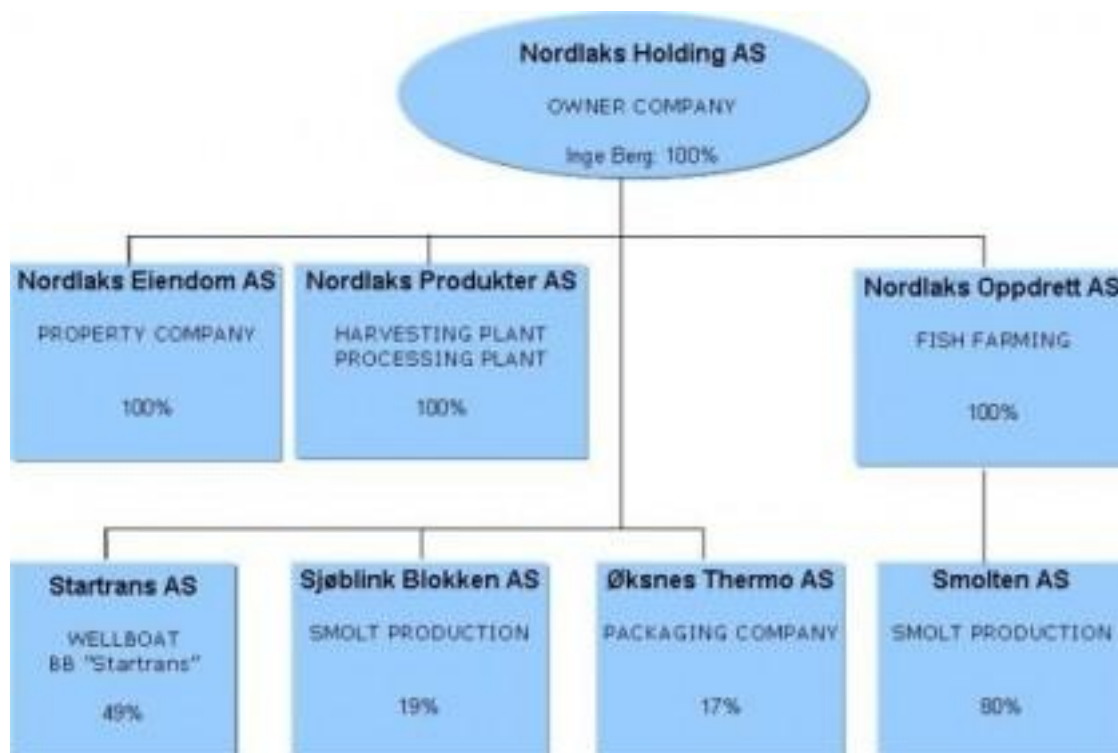 Nordlaks Holding AS
OWNER COMPANY
Inge Berg: 100%
Nordlaks Eiendom AS
PROPERTY COMPANY
100%
Nordlaks Produkter AS
HARVESTING PLANT
PROCESSING PLANT
100%
Nordlaks Oppdrett AS
FISH FARMING
100%
Startrans AS
WELLBOAT
BB "Startrans"
49%
Sjøblink Blokken AS
SMOLT PRODUCTION
19%
Øksnes Thermo AS
PACKAGING COMPANY
17%
Smolten AS
SMOLT PRODUCTION
80%